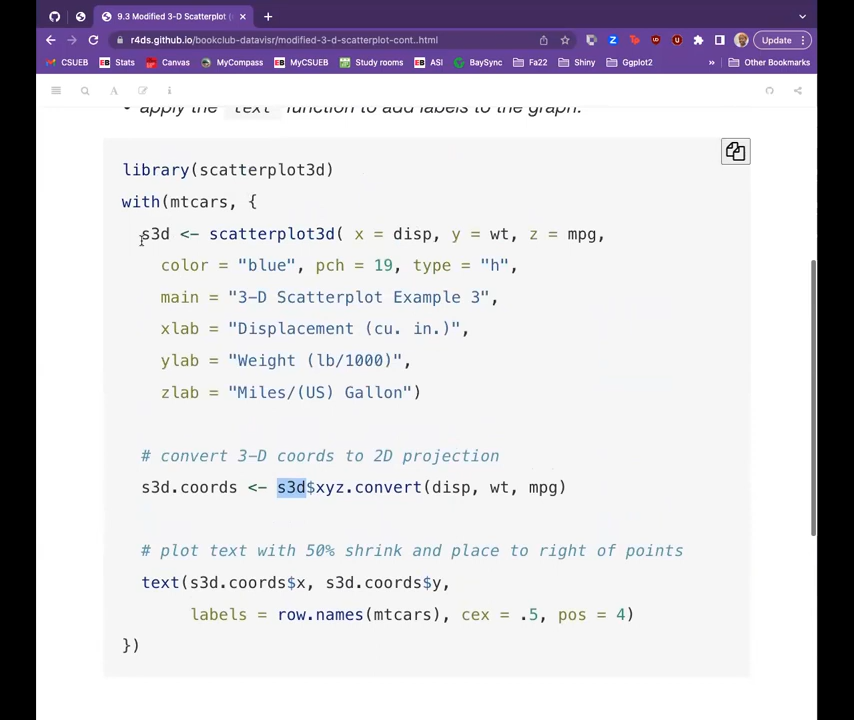 9.3 Modified 3-D Scatterplot (
r4ds.github.io/bookclub-datavisr/modified-3-d-scatterplot-cont..html
Update
CSUEB Stats Canvas MyCompass MyCSUEB Study rooms ASI BaySync Fa22 Shiny Ggplot2 » Other Bookmarks
• apply the text function to add labels to the graph.
library(scatterplot3d)
with(mtcars, {
s3d <- scatterplot3d( x = disp, y = wt, z = mpg,
color = "blue", pch = 19, type = "h",
main = "3-D Scatterplot Example 3",
xlab = "Displacement (cu. in.)",
ylab = "Weight (lb/1000)",
zlab = "Miles/(US) Gallon")
# convert 3-D coords to 2D projection
s3d.coords <- s3d$xyz.convert(disp, wt, mpg)
# plot text with 50% shrink and place to right of points
text(s3d.coords$x, s3d.coords$y,
labels = row.names(mtcars), cex = .5, pos = 4)
})